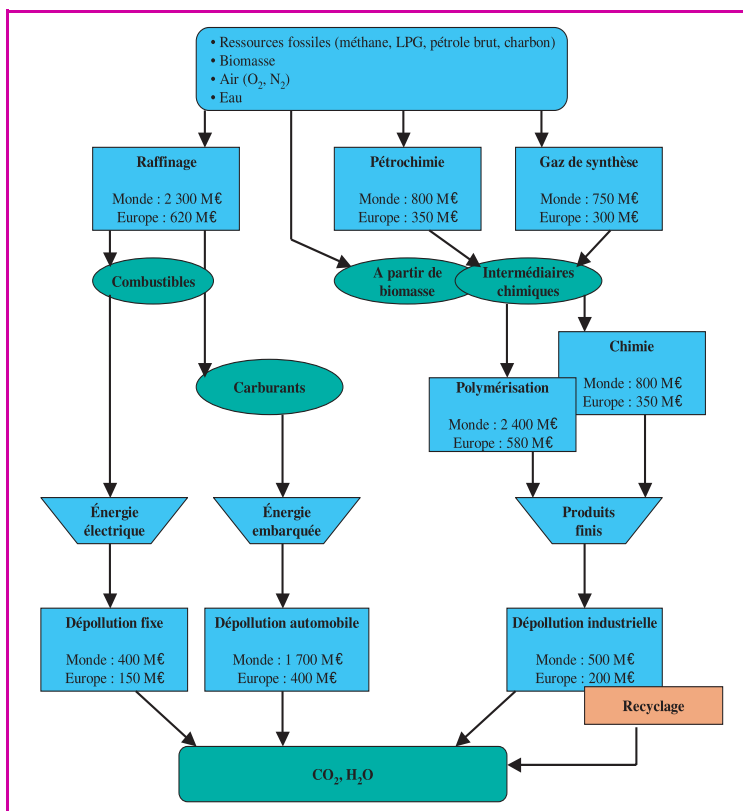 • Ressources fossiles (méthane, LPG, pétrole brut, charbon)
• Biomasse
• Air (O₂, N₂)
• Eau
Raffinage
Monde : 2 300 M€
Europe : 620 M€
Pétrochimie
Monde : 800 M€
Europe : 350 M€
Gaz de synthèse
Monde : 750 M€
Europe : 300 M€
Combustibles
A partir de
biomasse
Intermédiaires
chimiques
Chimie
Monde : 800 M€
Europe : 350 M€
Carburants
Polymérisation
Monde : 2 400 M€
Europe : 580 M€
Énergie
électrique
Énergie
embarquée
Produits
finis
Dépollution fixe
Monde : 400 M€
Europe : 150 M€
Dépollution automobile
Monde : 1 700 M€
Europe : 400 M€
Dépollution industrielle
Monde : 500 M€
Europe : 200 M€
Recyclage
CO₂, H₂O